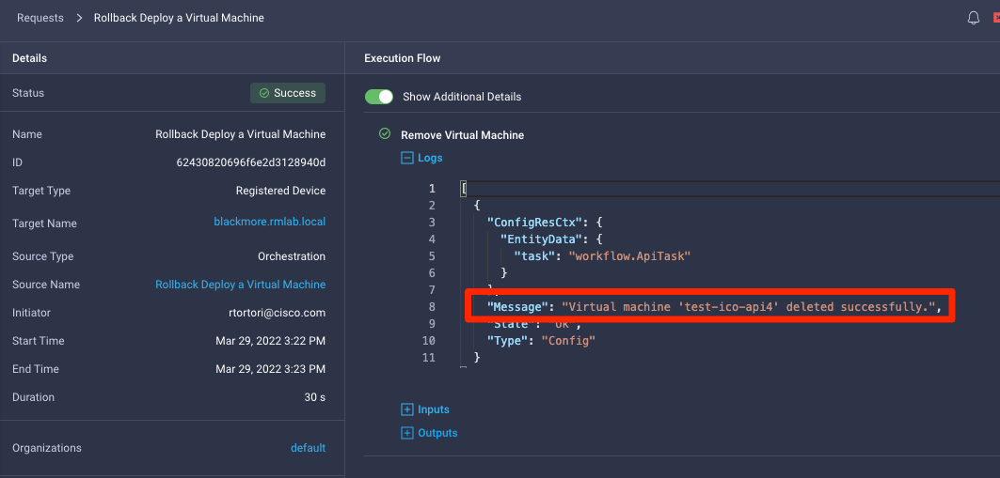 Requests > Rollback Deploy a Virtual Machine
Details
Status Success
Name Rollback Deploy a Virtual Machine
ID 62430820696f6e2d3128940d
Target Type Registered Device
Target Name blackmore.rmlab.local
Source Type Orchestration
Source Name Rollback Deploy a Virtual Machine
Initiator rtortori@cisco.com
Start Time Mar 29, 2022 3:22 PM
End Time Mar 29, 2022 3:23 PM
Duration 30 s
Organizations default
Execution Flow
Show Additional Details
Remove Virtual Machine
Logs
1 [
2 {
3 "ConfigResCtx": {
4 "EntityData": {
5 "task": "workflow.ApiTask"
6 }
7
8 "Message": "Virtual machine 'test-ico-api4' deleted successfully.",
9 "State": "Ok",
10 "Type": "Config"
11 }
Inputs
Outputs